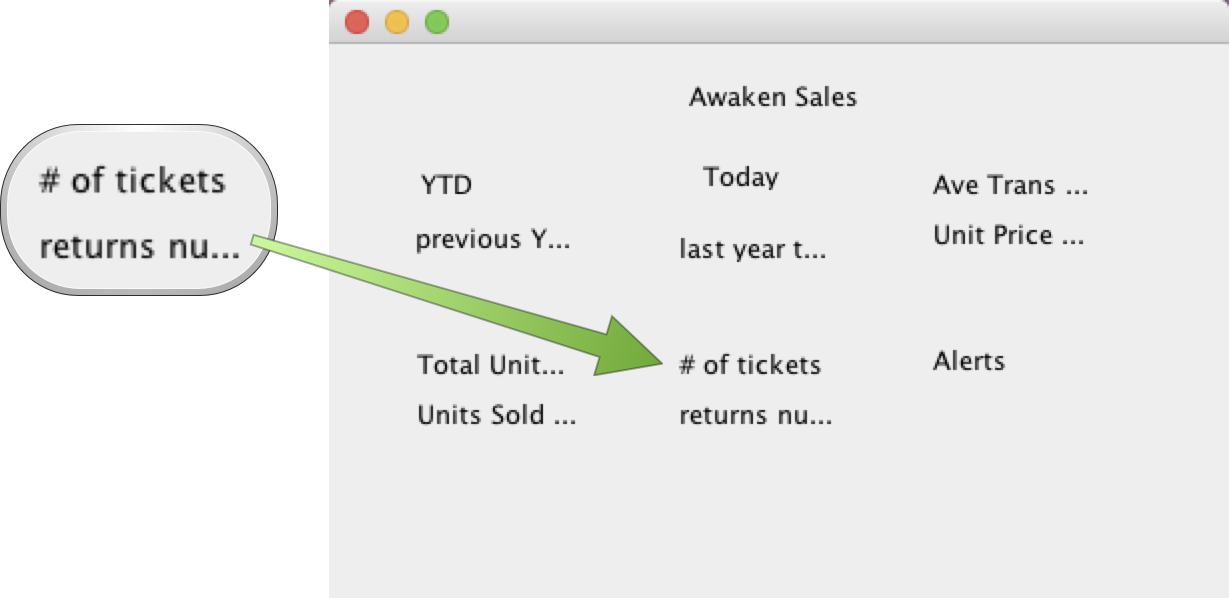 # of tickets
returns nu...
Awaken Sales
YTD
Today
Ave Trans ...
previous Y...
last year t...
Unit Price ...
Total Unit...
# of tickets
Alerts
Units Sold ...
returns nu...